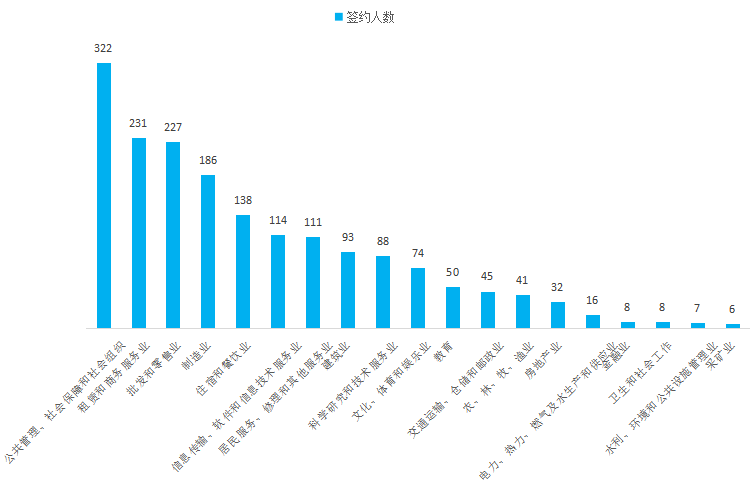 签约人数
322
231
227
186
138
114
111
93
88
74
50
45
41
32
16
8
8
7
6
公共管理、社会保障和社会组织
租赁和商务服务业
批发和零售业
制造业
住宿和餐饮业
信息传输、软件和信息技术服务业
居民服务、修理和其他服务业
建筑业
科学研究和技术服务业
文化、体育和娱乐业
教育
交通运输、仓储和邮政业
农、林、牧、渔业
房地产业
电力、热力、燃气及水生产和供应业
金融业
卫生和社会工作
水利、环境和公共设施管理业
采矿业